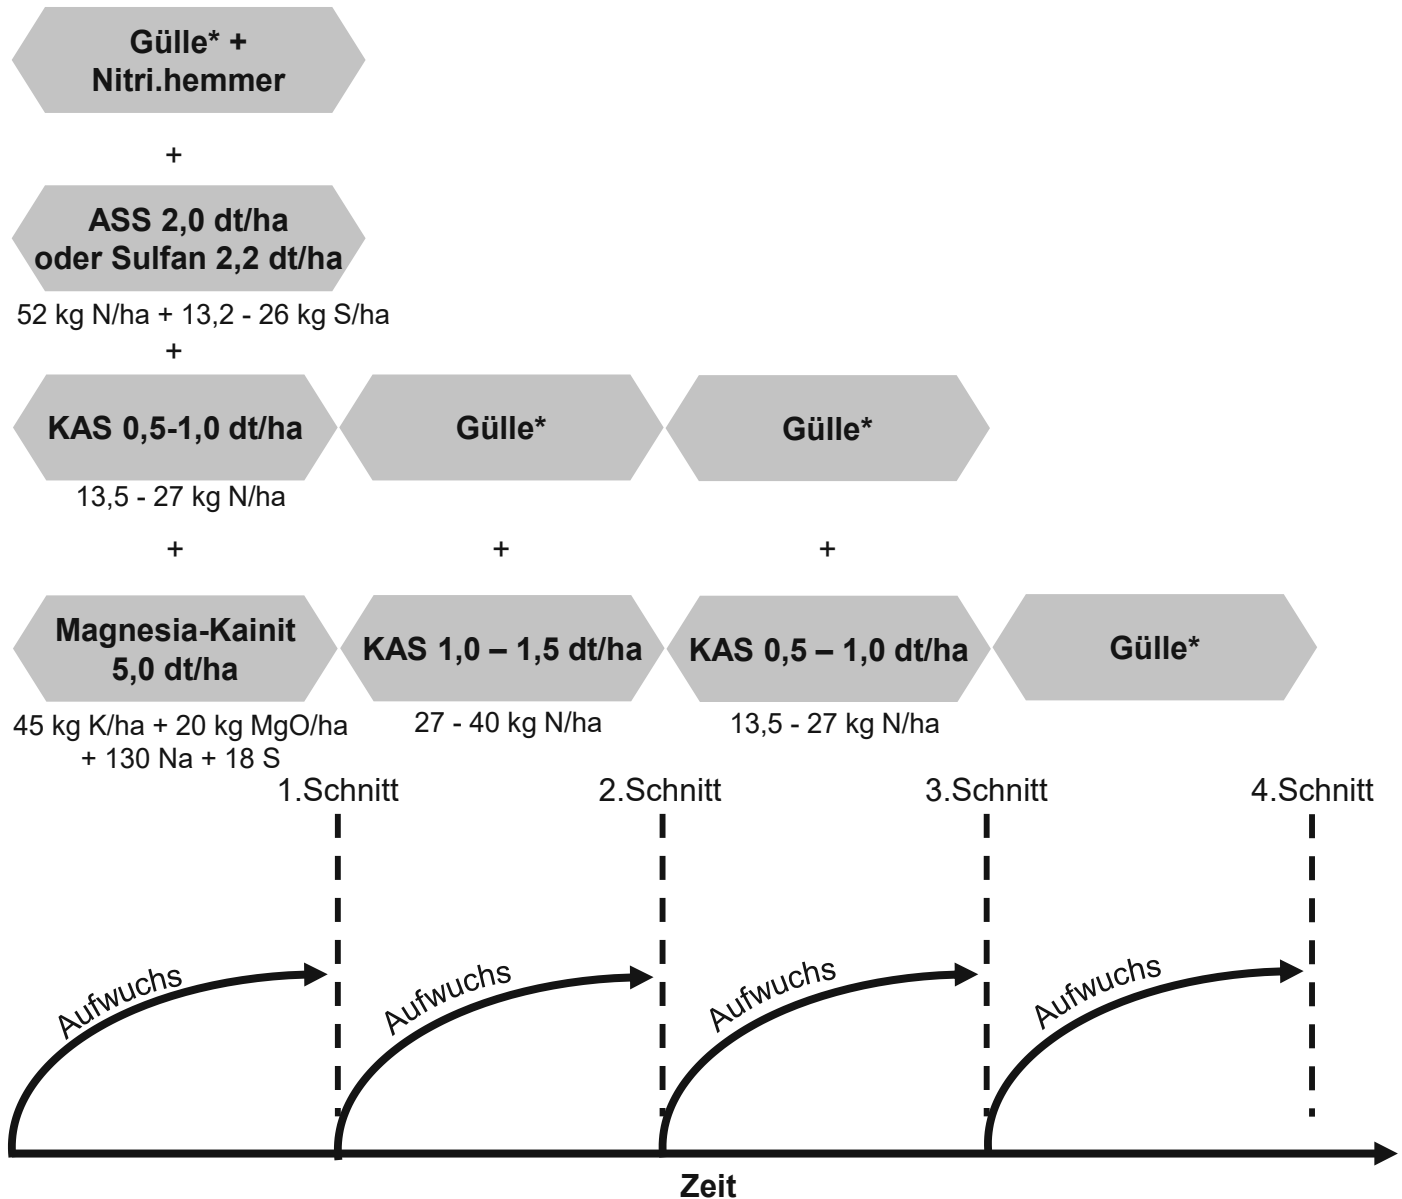 Gülle* +
Nitri.hemmer
+
ASS 2,0 dt/ha
oder Sulfan 2,2 dt/ha
52 kg N/ha + 13,2 - 26 kg S/ha
+
KAS 0,5-1,0 dt/ha
Gülle*
Gülle*
13,5 - 27 kg N/ha
+
+
+
Magnesia-Kainit
5,0 dt/ha
KAS 1,0 – 1,5 dt/ha
KAS 0,5 – 1,0 dt/ha
Gülle*
45 kg K/ha + 20 kg MgO/ha
+ 130 Na + 18 S
27 - 40 kg N/ha
13,5 - 27 kg N/ha
1.Schnitt
2.Schnitt
3.Schnitt
4.Schnitt
Aufwuchs
Aufwuchs
Aufwuchs
Aufwuchs
Zeit